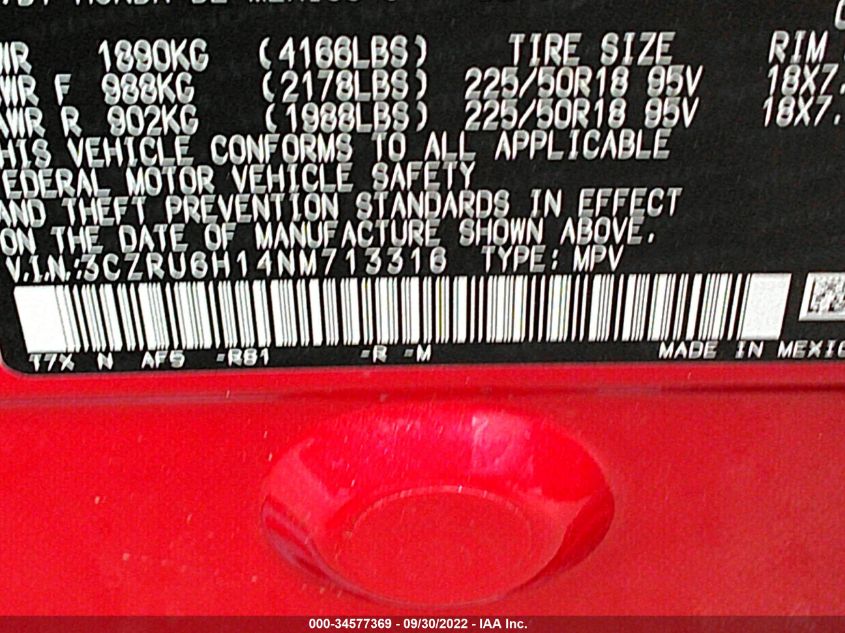 WR 1890KG (4166LBS) TIRE SIZE RIM
WR F 988KG (2178LBS) 225/50R18 95V 18X7.
WR R 902KG (1988LBS) 225/50R18 95V 18X7.
HIS VEHICLE CONFORMS TO ALL APPLICABLE
EDERAL MOTOR VEHICLE SAFETY
AND THEFT PREVENTION STANDARDS IN EFFECT
ON THE DATE OF MANUFACTURE SHOWN ABOVE.
V.I.N.:3CZRU6H14NM713316 TYPE: MPV
T7X N AF5 =R81 =R =M MADE IN MEXIC
000-34577369 - 09/30/2022 - IAA Inc.